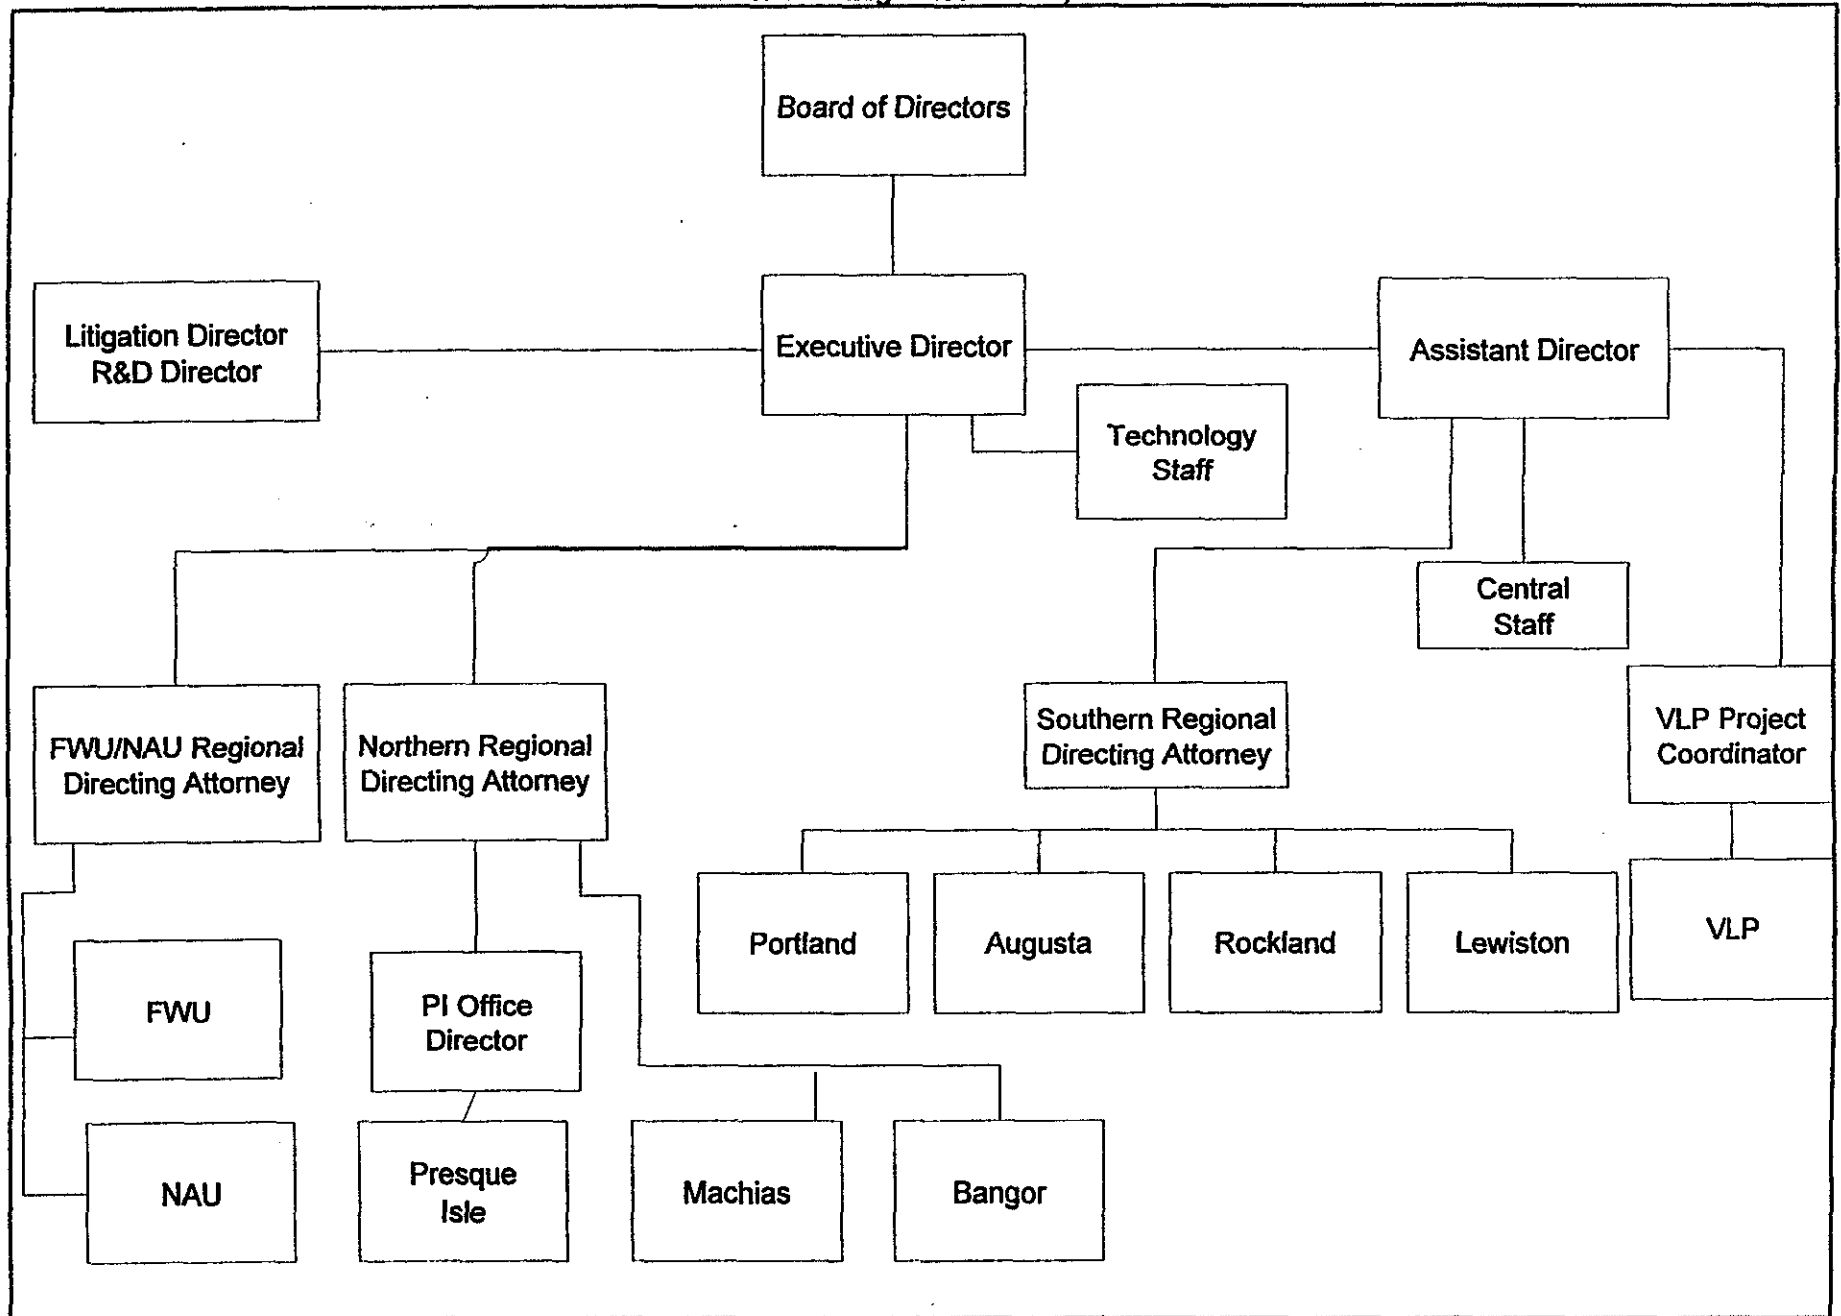 Board of Directors
Litigation Director
R&D Director
Executive Director
Assistant Director
Technology
Staff
Central
Staff
FWU/NAU Regional
Directing Attorney
Northern Regional
Directing Attorney
Southern Regional
Directing Attorney
VLP Project
Coordinator
Portland
Augusta
Rockland
Lewiston
VLP
FWU
PI Office
Director
NAU
Presque
Isle
Machias
Bangor